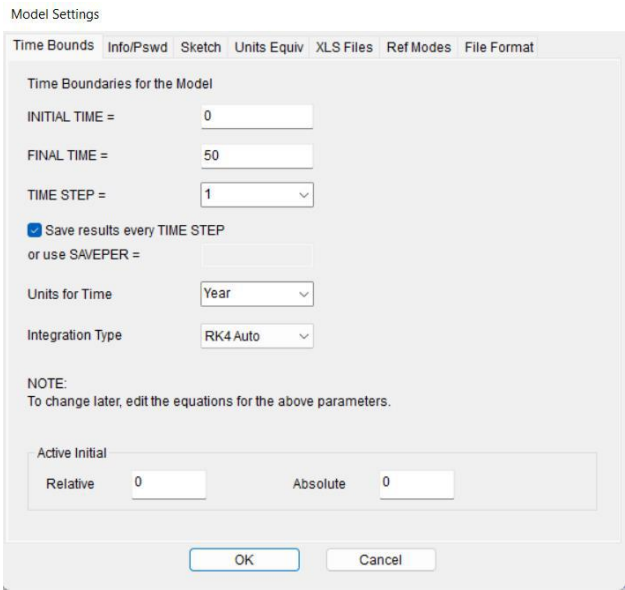 Model Settings
Time Bounds Info/Pswd Sketch Units Equiv XLS Files Ref Modes File Format
Time Boundaries for the Model
INITIAL TIME = 0
FINAL TIME = 50
TIME STEP = 1
Save results every TIME STEP
or use SAVEPER =
Units for Time Year
Integration Type RK4 Auto
NOTE:
To change later, edit the equations for the above parameters.
Active Initial
Relative 0 Absolute 0
OK Cancel